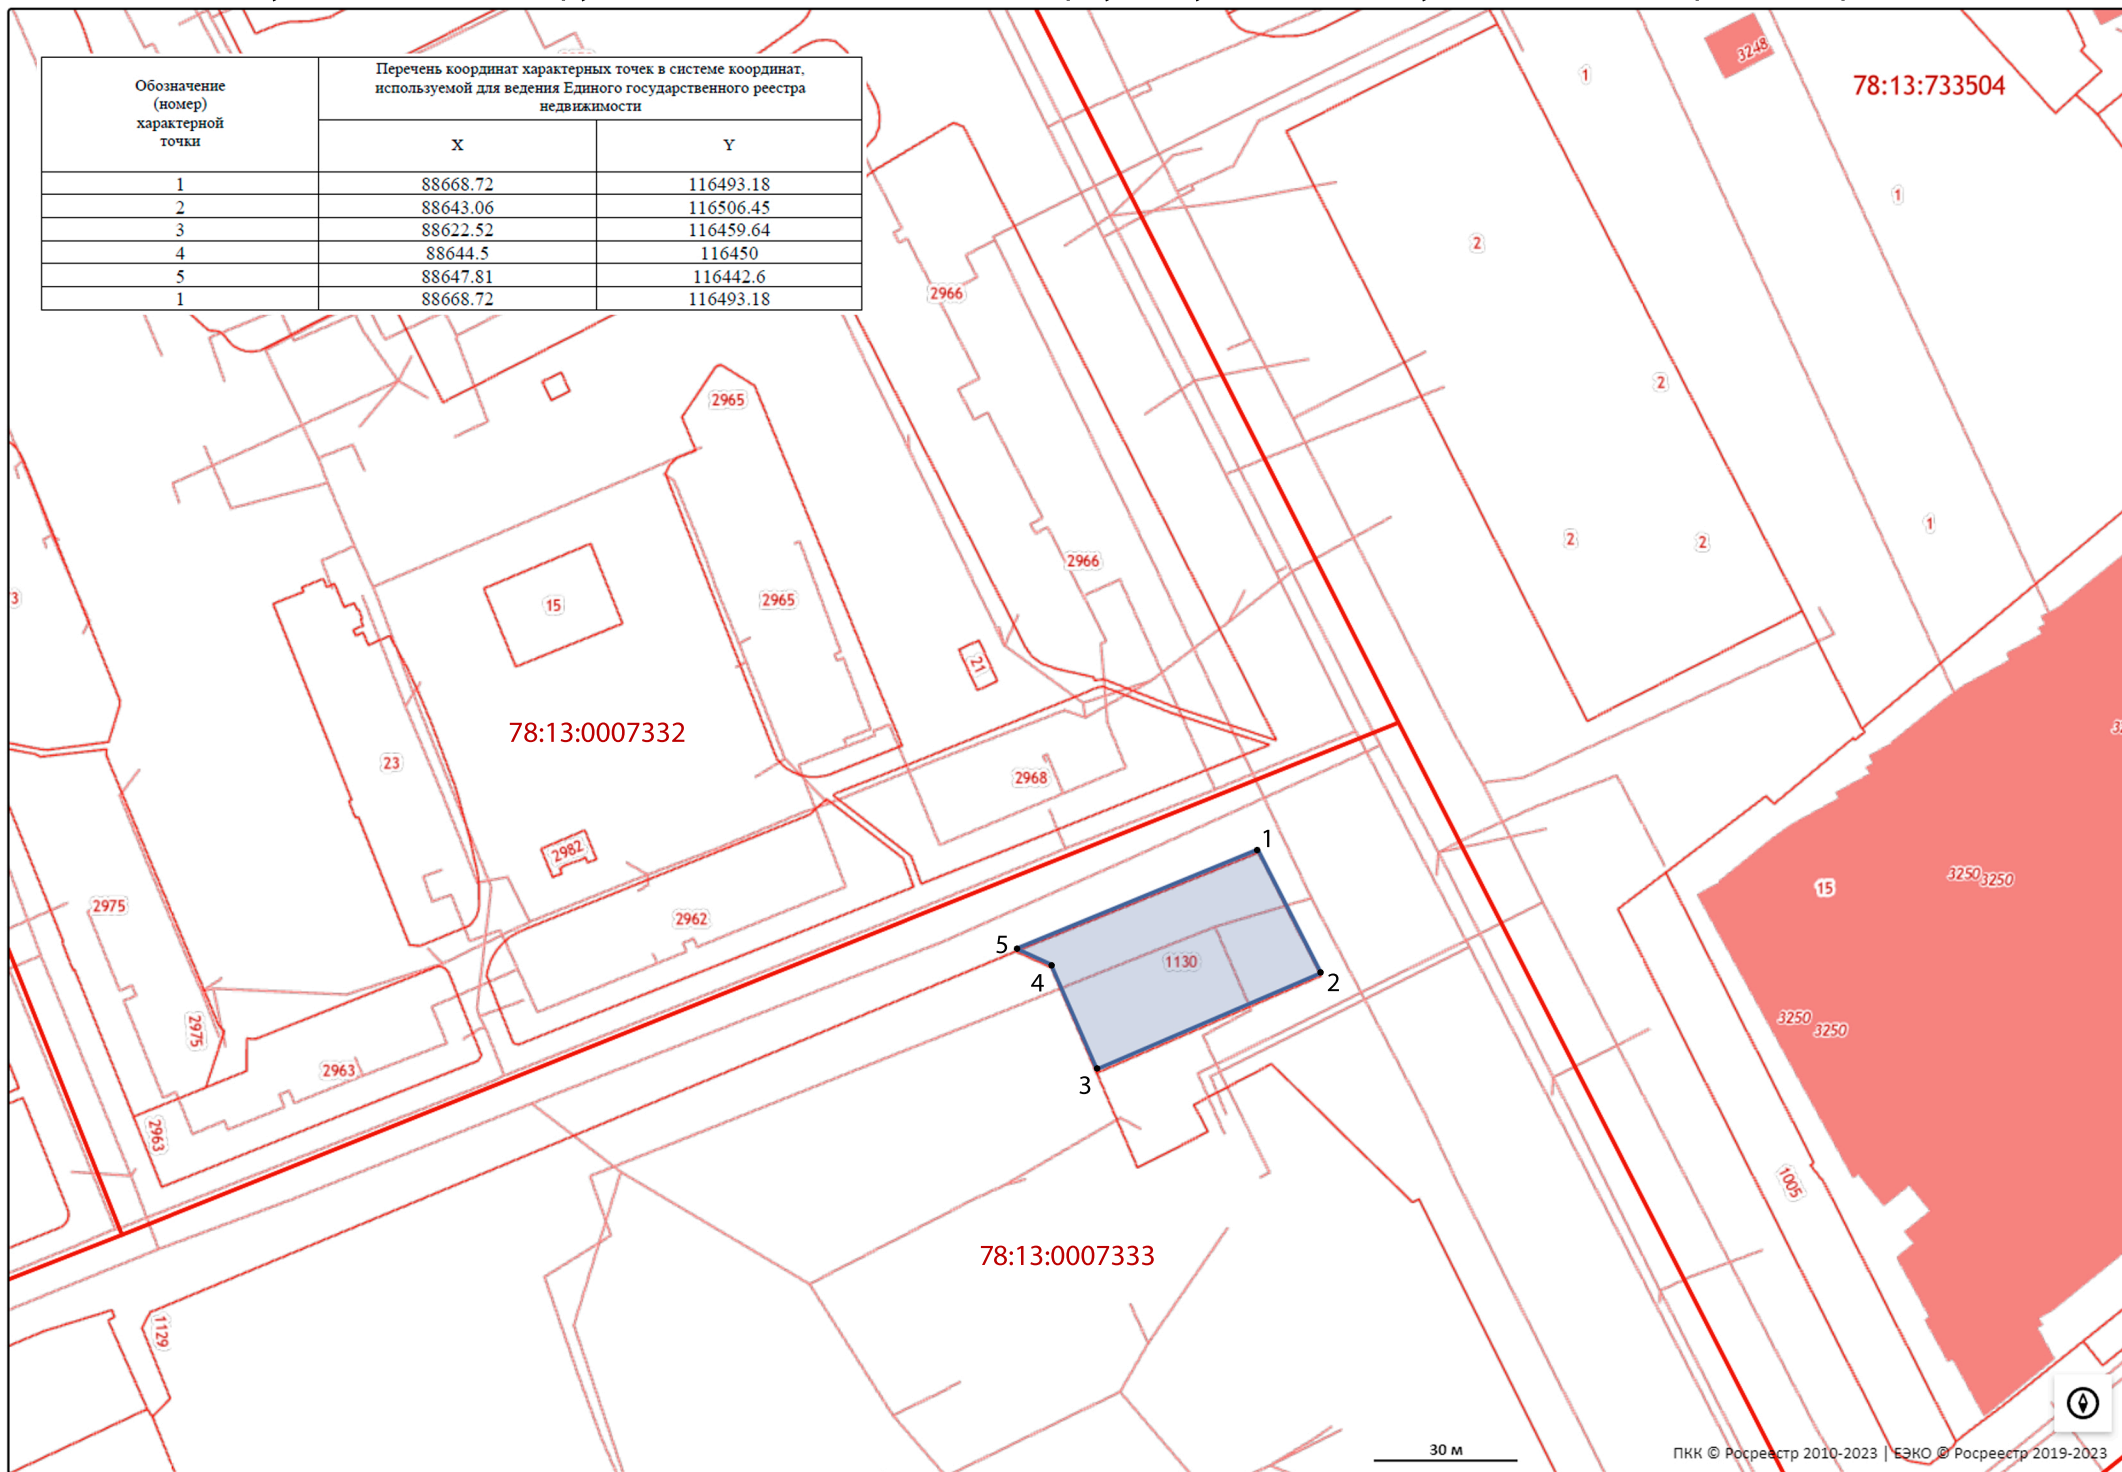 Обозначение
(номер)
характерной
точки
Перечень координат характерных точек в системе координат,
используемой для ведения Единого государственного реестра
недвижимости
X Y
1 88668.72 116493.18
2 88643.06 116506.45
3 88622.52 116459.64
4 88644.5 116450
5 88647.81 116442.6
1 88668.72 116493.18
3248
1
78:13:733504
1
2
2966
2
2965
1
2
2
2966
3
15
2965
21
78:13:0007332
23
2968
1
2982
15
3250 3250
2975
2962
5
1130
4
2
3250 3250
2975
2963
3
2963
1005
78:13:0007333
1129
30 м
ПКК © Росреестр 2010-2023 | ЕЭКО © Росреестр 2019-2023